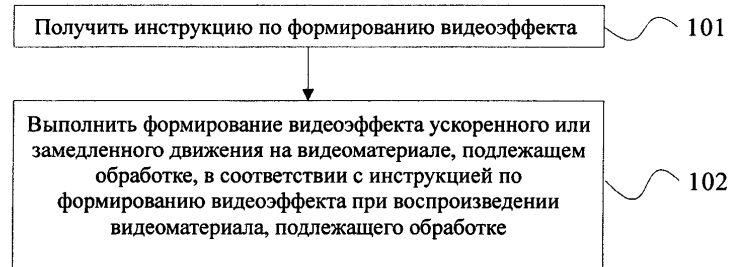 Получить инструкцию по формированию видеоэффекта
101
Выполнить формирование видеоэффекта ускоренного или
замедленного движения на видеоматериале, подлежащем
обработке, в соответствии с инструкцией по
формированию видеоэффекта при воспроизведении
видеоматериала, подлежащего обработке
102